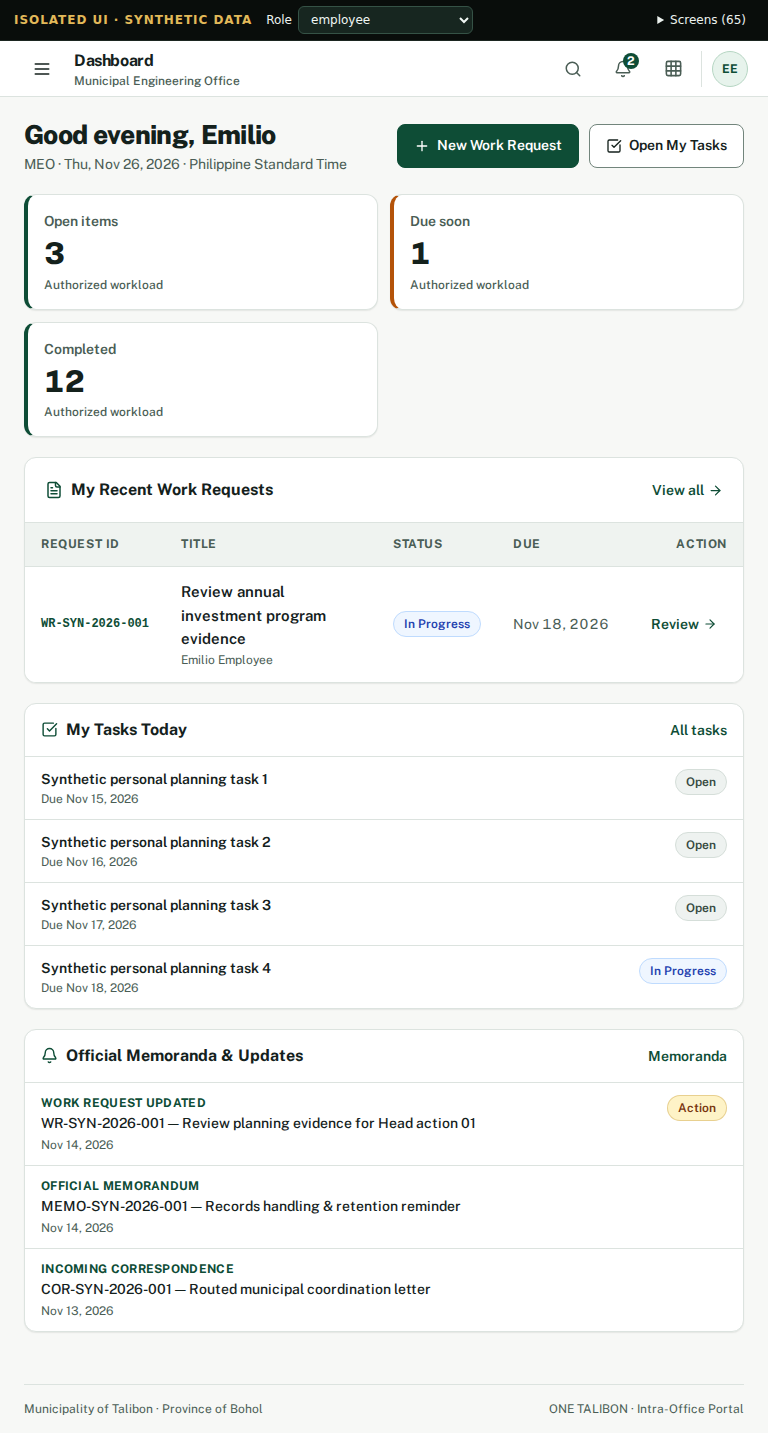 ISOLATED UI · SYNTHETIC DATA Role employee Screens (65)
Dashboard
Municipal Engineering Office
2
EE
Good evening, Emilio
MEO · Thu, Nov 26, 2026 · Philippine Standard Time
New Work Request
Open My Tasks
Open items
3
Authorized workload
Due soon
1
Authorized workload
Completed
12
Authorized workload
My Recent Work Requests
View all →
REQUEST ID TITLE STATUS DUE ACTION
WR-SYN-2026-001
Review annual
investment program
evidence
Emilio Employee
In Progress
Nov 18, 2026
Review →
My Tasks Today
All tasks
Synthetic personal planning task 1
Due Nov 15, 2026
Open
Synthetic personal planning task 2
Due Nov 16, 2026
Open
Synthetic personal planning task 3
Due Nov 17, 2026
Open
Synthetic personal planning task 4
Due Nov 18, 2026
In Progress
Official Memoranda & Updates
Memoranda
WORK REQUEST UPDATED
WR-SYN-2026-001 — Review planning evidence for Head action 01
Nov 14, 2026
Action
OFFICIAL MEMORANDUM
MEMO-SYN-2026-001 — Records handling & retention reminder
Nov 14, 2026
INCOMING CORRESPONDENCE
COR-SYN-2026-001 — Routed municipal coordination letter
Nov 13, 2026
Municipality of Talibon · Province of Bohol
ONE TALIBON · Intra-Office Portal